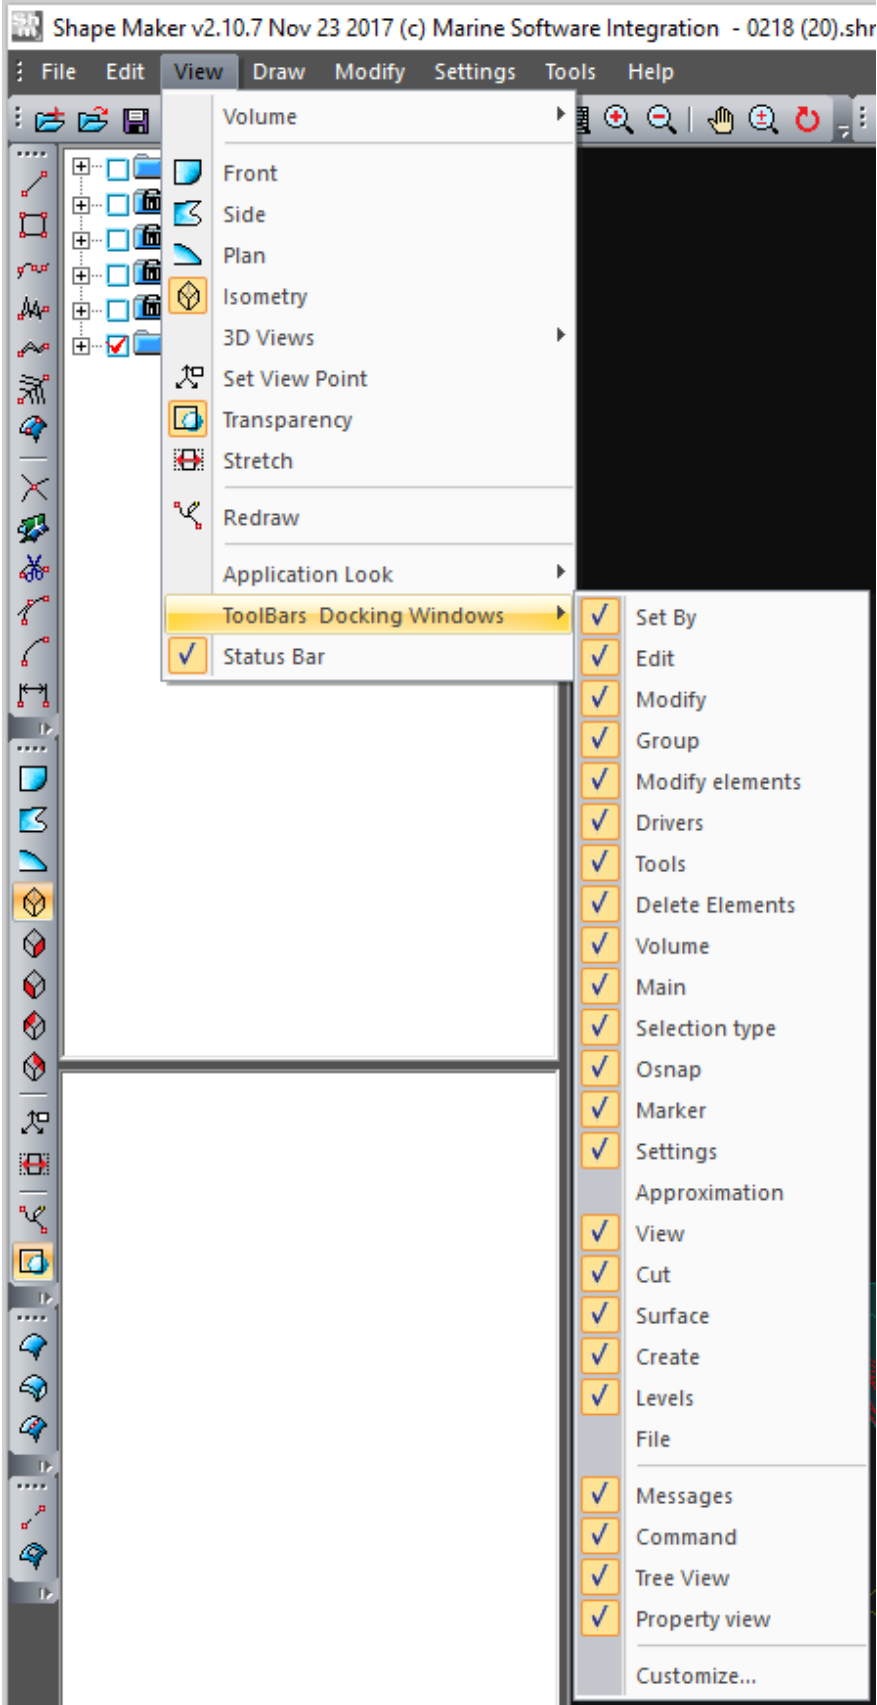 Shape Maker v2.10.7 Nov 23 2017 (c) Marine Software Integration - 0218 (20).shr
File Edit View Draw Modify Settings Tools Help
Volume
Front
Side
Plan
Isometry
3D Views
Set View Point
Transparency
Stretch
Redraw
Application Look
ToolBars Docking Windows
Status Bar
Set By
Edit
Modify
Group
Modify elements
Drivers
Tools
Delete Elements
Volume
Main
Selection type
Osnap
Marker
Settings
Approximation
View
Cut
Surface
Create
Levels
File
Messages
Command
Tree View
Property view
Customize...